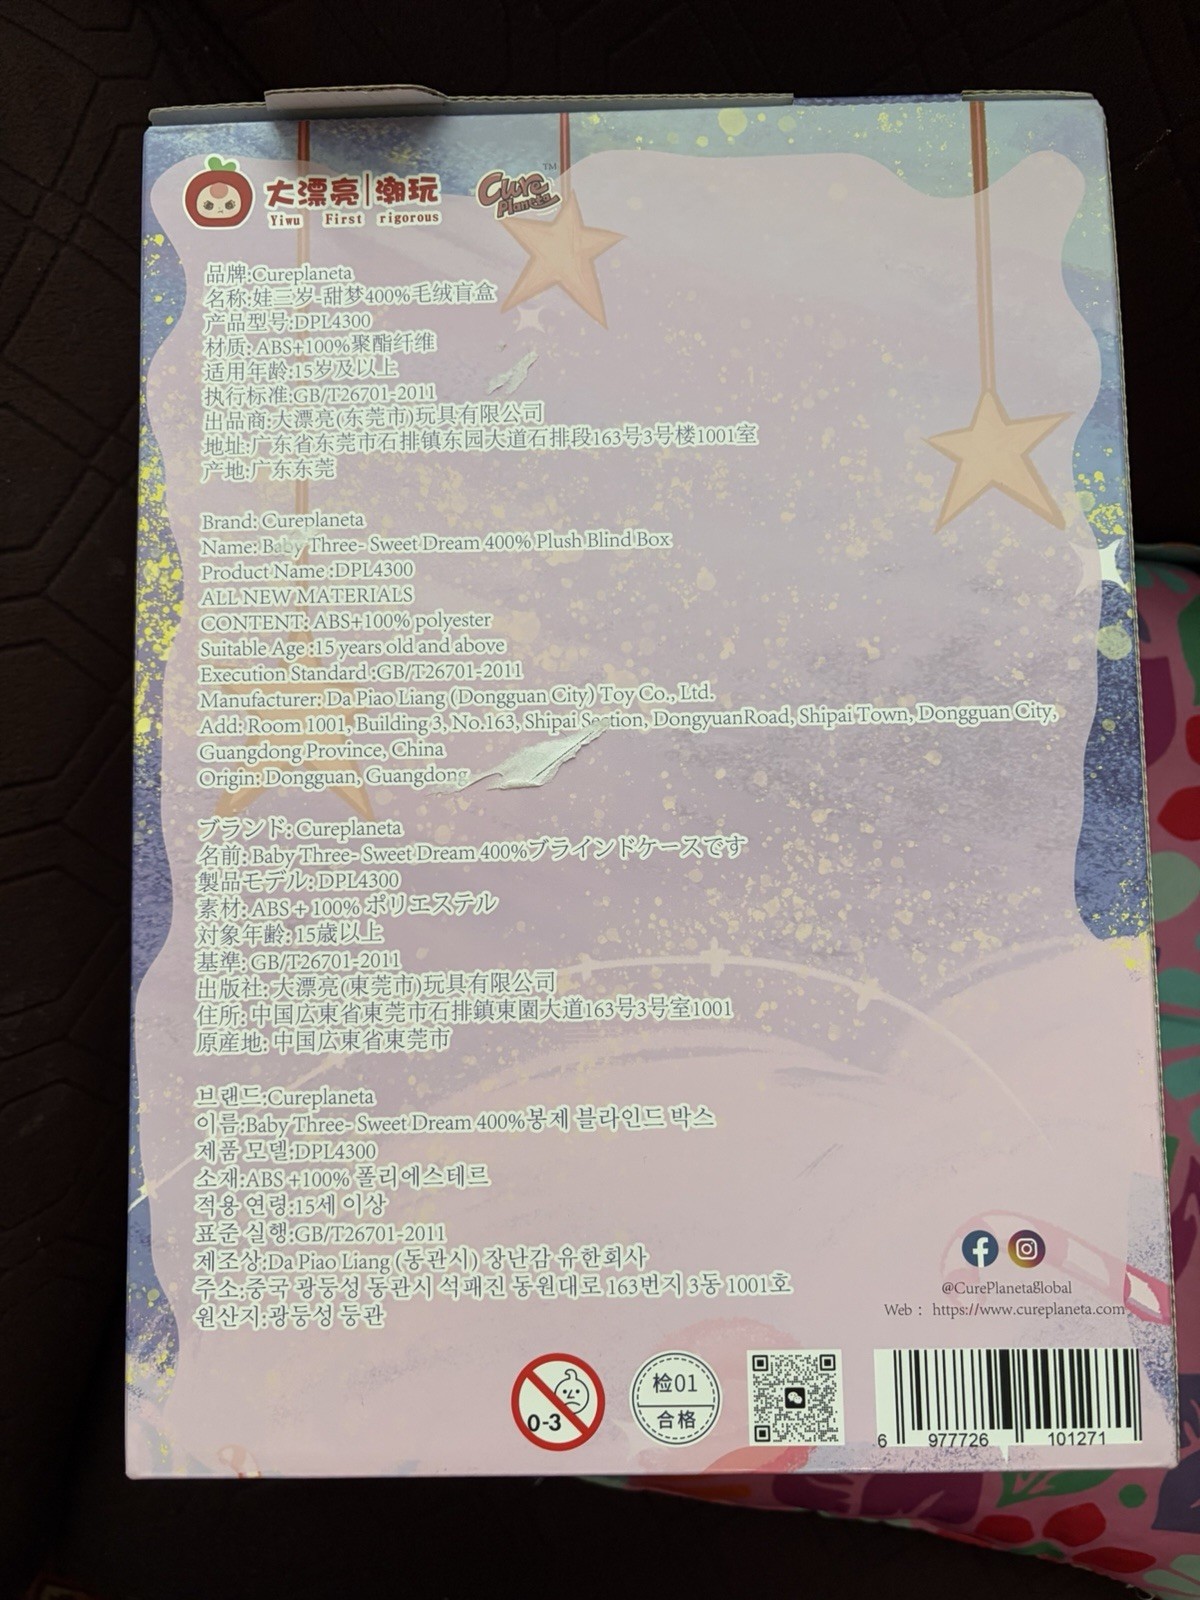 大漂亮|潮玩
Yiwu First rigorous
Cure Planeta™
品牌:Cureplaneta
名称:娃三岁-甜梦400%毛绒盲盒
产品型号:DPL4300
材质: ABS+100%聚酯纤维
适用年龄:15岁及以上
执行标准:GB/T26701-2011
出品商:大漂亮(东莞市)玩具有限公司
地址:广东省东莞市石排镇东园大道石排段163号3号楼1001室
产地:广东东莞
Brand: Cureplaneta
Name: Baby Three- Sweet Dream 400% Plush Blind Box
Product Name :DPL4300
ALL NEW MATERIALS
CONTENT: ABS+100% polyester
Suitable Age :15 years old and above
Execution Standard :GB/T26701-2011
Manufacturer: Da Piao Liang (Dongguan City) Toy Co., Ltd.
Add: Room 1001, Building 3, No.163, Shipai Section, DongyuanRoad, Shipai Town, Dongguan City,
Guangdong Province, China
Origin: Dongguan, Guangdong
ブランド: Cureplaneta
名前: Baby Three- Sweet Dream 400%ブラインドケースです
製品モデル: DPL4300
素材: ABS + 100% ポリエステル
対象年齢: 15歳以上
基準: GB/T26701-2011
出版社: 大漂亮(東莞市)玩具有限公司
住所: 中国広東省東莞市石排鎮東園大道163号3号室1001
原産地: 中国広東省東莞市
브랜드:Cureplaneta
이름:Baby Three- Sweet Dream 400%봉제 블라인드 박스
제품 모델:DPL4300
소재:ABS +100% 폴리에스테르
적용 연령:15세 이상
표준 실행:GB/T26701-2011
제조상:Da Piao Liang (동관시) 장난감 유한회사
주소:중국 광둥성 동관시 석패진 동원대로 163번지 3동 1001호
원산지:광둥성 둥관
@CurePlanetaGlobal
Web : https://www.cureplaneta.com
0-3
检01
合格
6 977726 101271